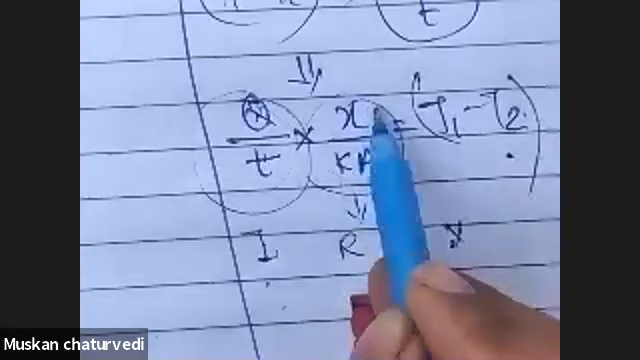 t
Q/t × x/KA = (T₁ - T₂)
I R V
Muskan chaturvedi